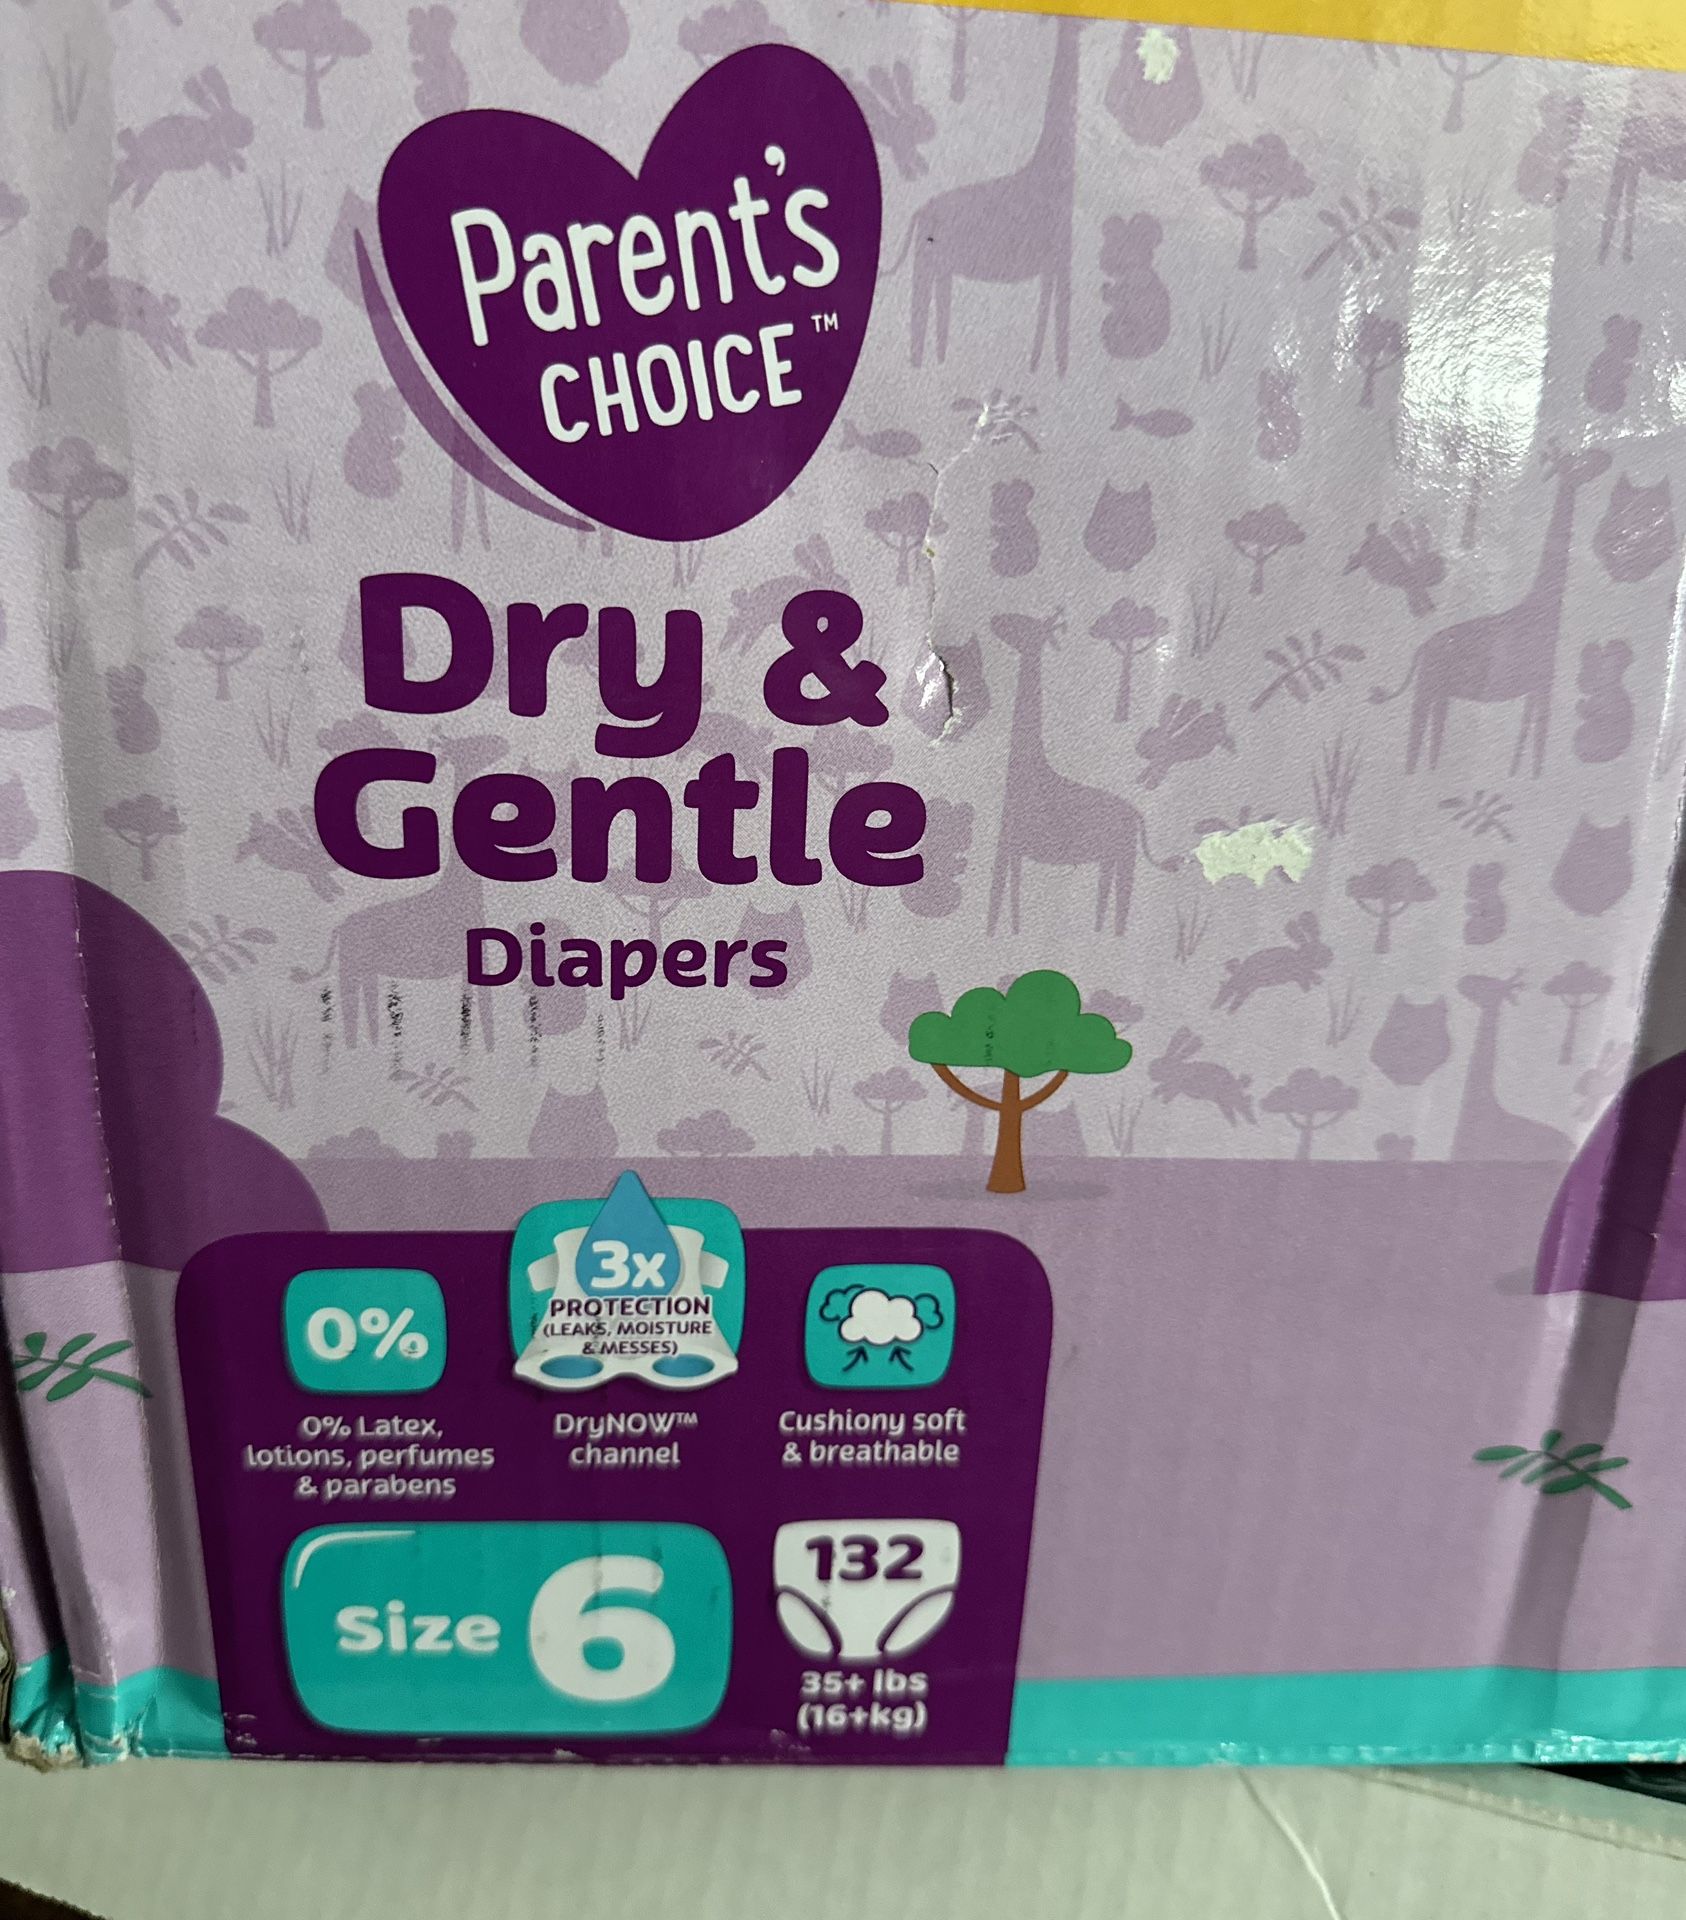 Parent's
CHOICE™
Dry &
Gentle
Diapers
0%
3x
PROTECTION
(LEAKS, MOISTURE
& MESSES)
0% Latex,
lotions, perfumes
& parabens
DryNOW™
channel
Cushiony soft
& breathable
Size 6
132
35+ lbs
(16+kg)